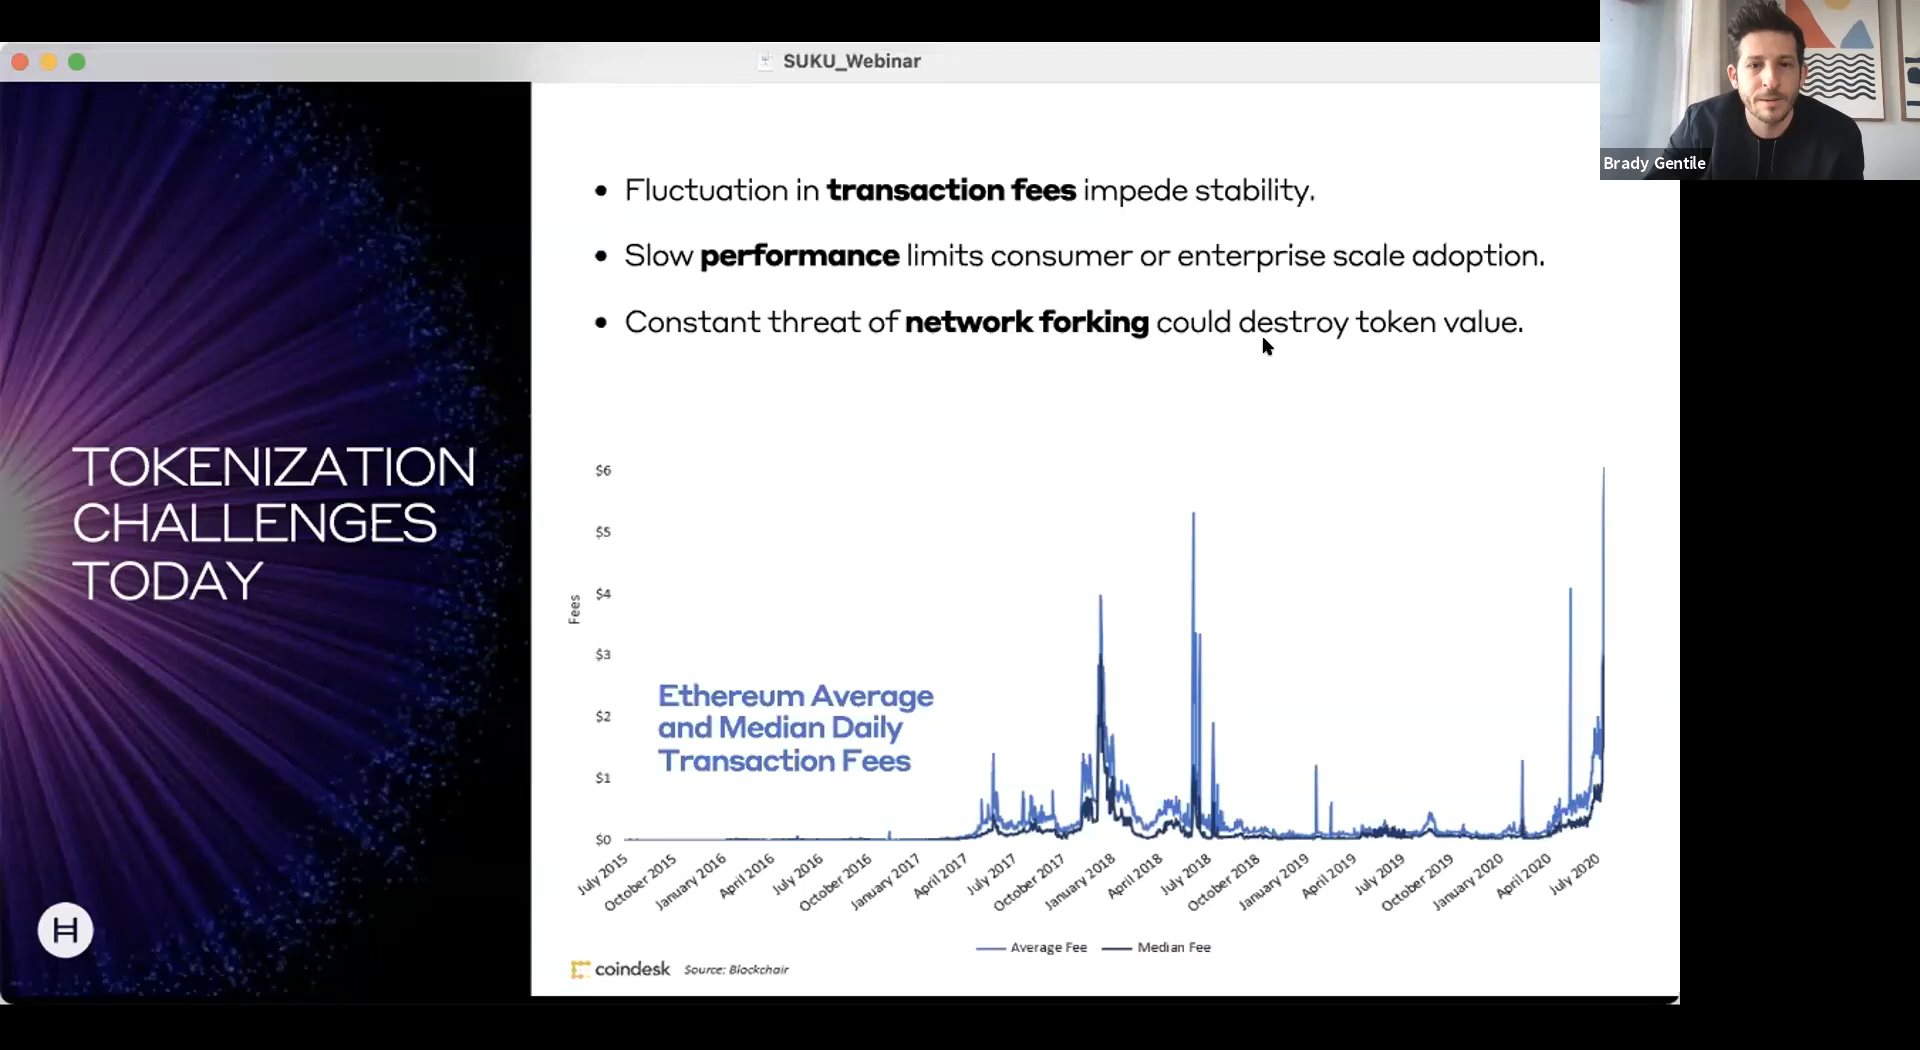 SUKU_Webinar
Brady Gentile
TOKENIZATION
CHALLENGES
TODAY
H
• Fluctuation in transaction fees impede stability.
• Slow performance limits consumer or enterprise scale adoption.
• Constant threat of network forking could destroy token value.
Ethereum Average
and Median Daily
Transaction Fees
Fees
$6
$5
$4
$3
$2
$1
$0
July 2015
October 2015
January 2016
April 2016
July 2016
October 2016
January 2017
April 2017
July 2017
October 2017
January 2018
April 2018
July 2018
October 2018
January 2019
April 2019
July 2019
October 2019
January 2020
April 2020
July 2020
Average Fee
Median Fee
coindesk Source: Blockchair